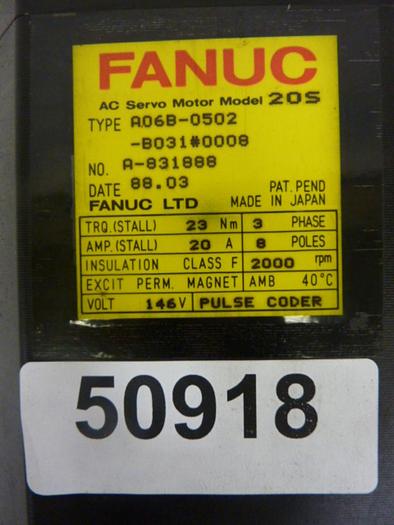 FANUC
AC Servo Motor Model 20S
TYPE A06B-0502
-B031#0008
NO. A-831888
DATE 88.03 PAT. PEND
FANUC LTD MADE IN JAPAN
TRQ.(STALL) 23 Nm 3 PHASE
AMP.(STALL) 20 A 8 POLES
INSULATION CLASS F 2000 rpm
EXCIT PERM. MAGNET AMB 40°C
VOLT 146V PULSE CODER
50918